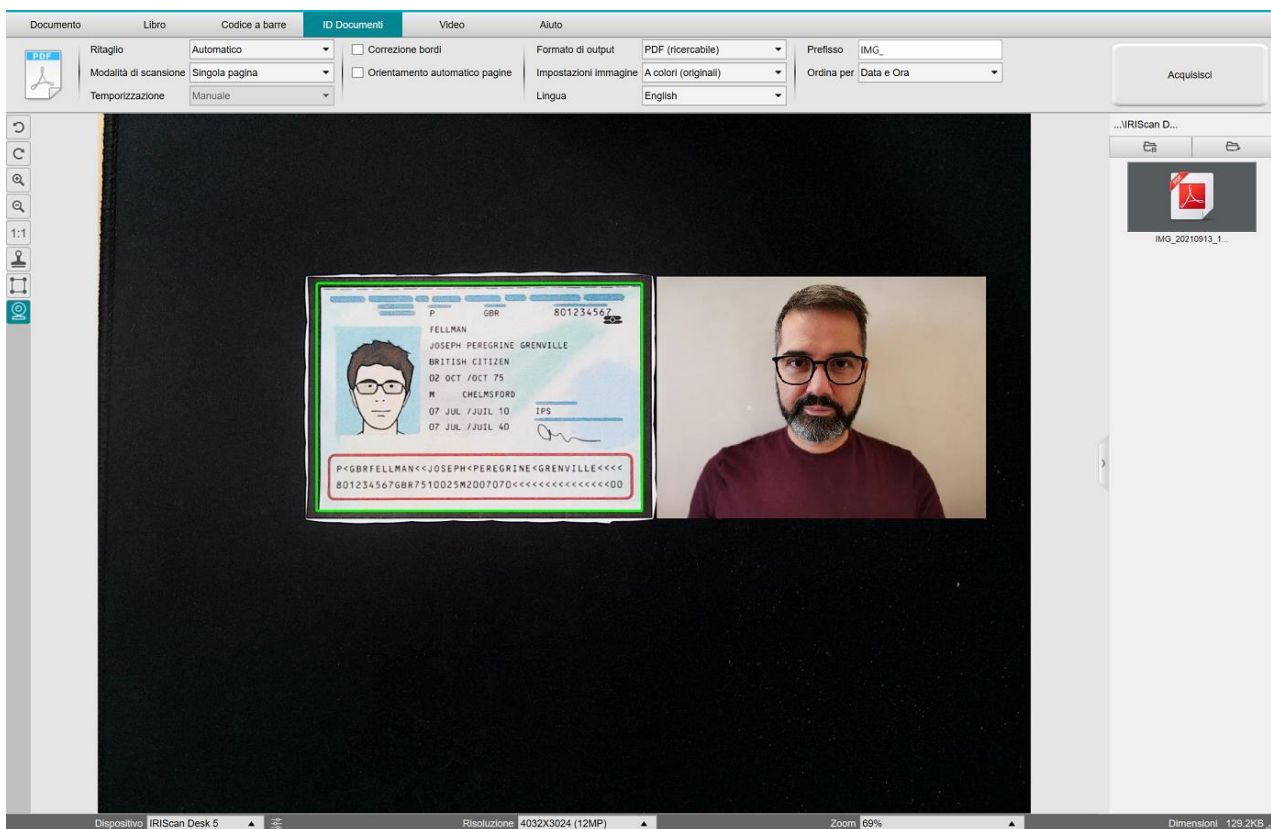 Documento Libro Codice a barre ID Documenti Video Aiuto
PDF
Ritaglio Automatico Correzione bordi Formato di output PDF (ricercabile) Prefisso IMG_
Modalità di scansione Singola pagina Orientamento automatico pagine Impostazioni immagine A colori (originali) Ordina per Data e Ora
Temporizzazione Manuale Lingua English
Acquisisci
1:1
P GBR 801234567
FELLMAN
JOSEPH PEREGRINE GRENVILLE
BRITISH CITIZEN
02 OCT /OCT 75
M CHELMSFORD
07 JUL /JUIL 10 IPS
07 JUL /JUIL 40
P<GBRFELLMAN<<JOSEPH<PEREGRINE<GRENVILLE<<<<
801234567GBR7510025M2007070<<<<<<<<<<<<<<<00
...\IRIScan D...
PDF
IMG_20210913_1...
Dispositivo IRIScan Desk 5 Risoluzione 4032X3024 (12MP) Zoom 69% Dimensioni 129.2KB